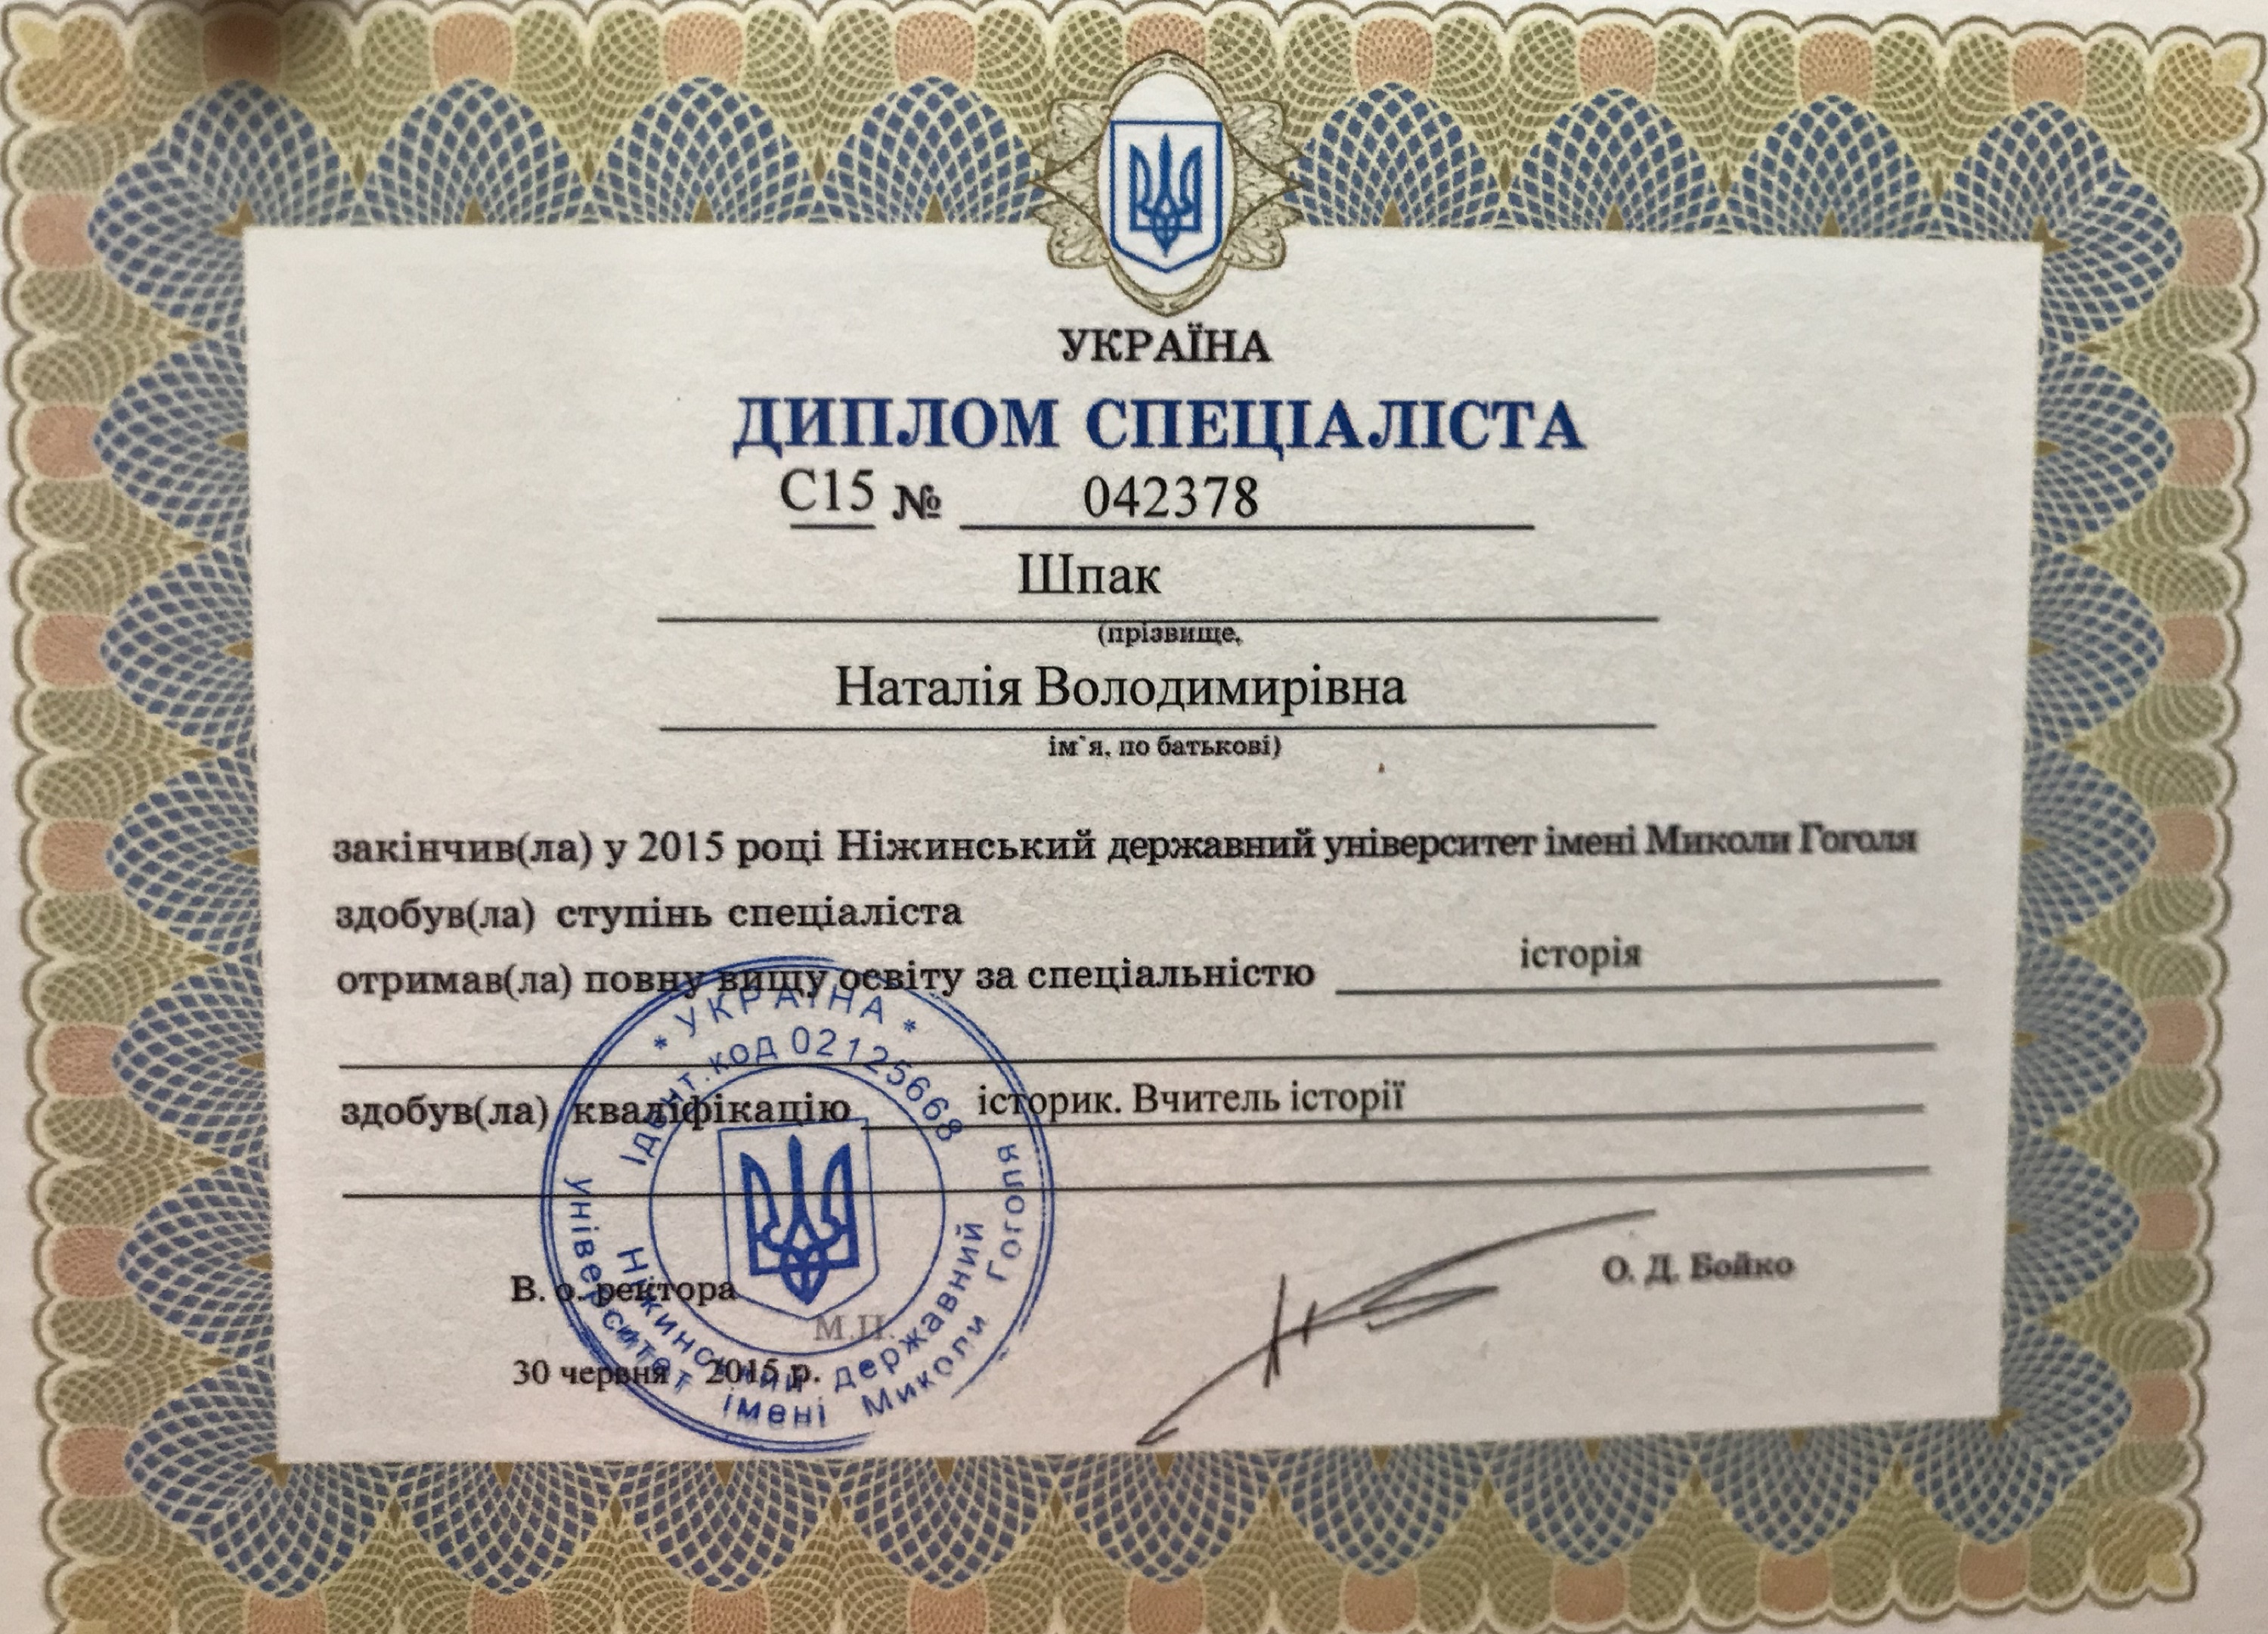 УКРАЇНА
ДИПЛОМ СПЕЦІАЛІСТА
С15 № 042378
Шпак
(прізвище,
Наталія Володимирівна
ім`я, по батькові)
закінчив(ла) у 2015 році Ніжинський державний університет імені Миколи Гоголя
здобув(ла) ступінь спеціаліста
отримав(ла) повну вищу освіту за спеціальністю історія
здобув(ла) кваліфікацію історик. Вчитель історії
В. о. ректора
О. Д. Бойко
М.П.
30 червня 2015 р.
* УКРАЇНА *
Ідент.код 02125668
Ніжинський державний
університет імені Миколи Гоголя